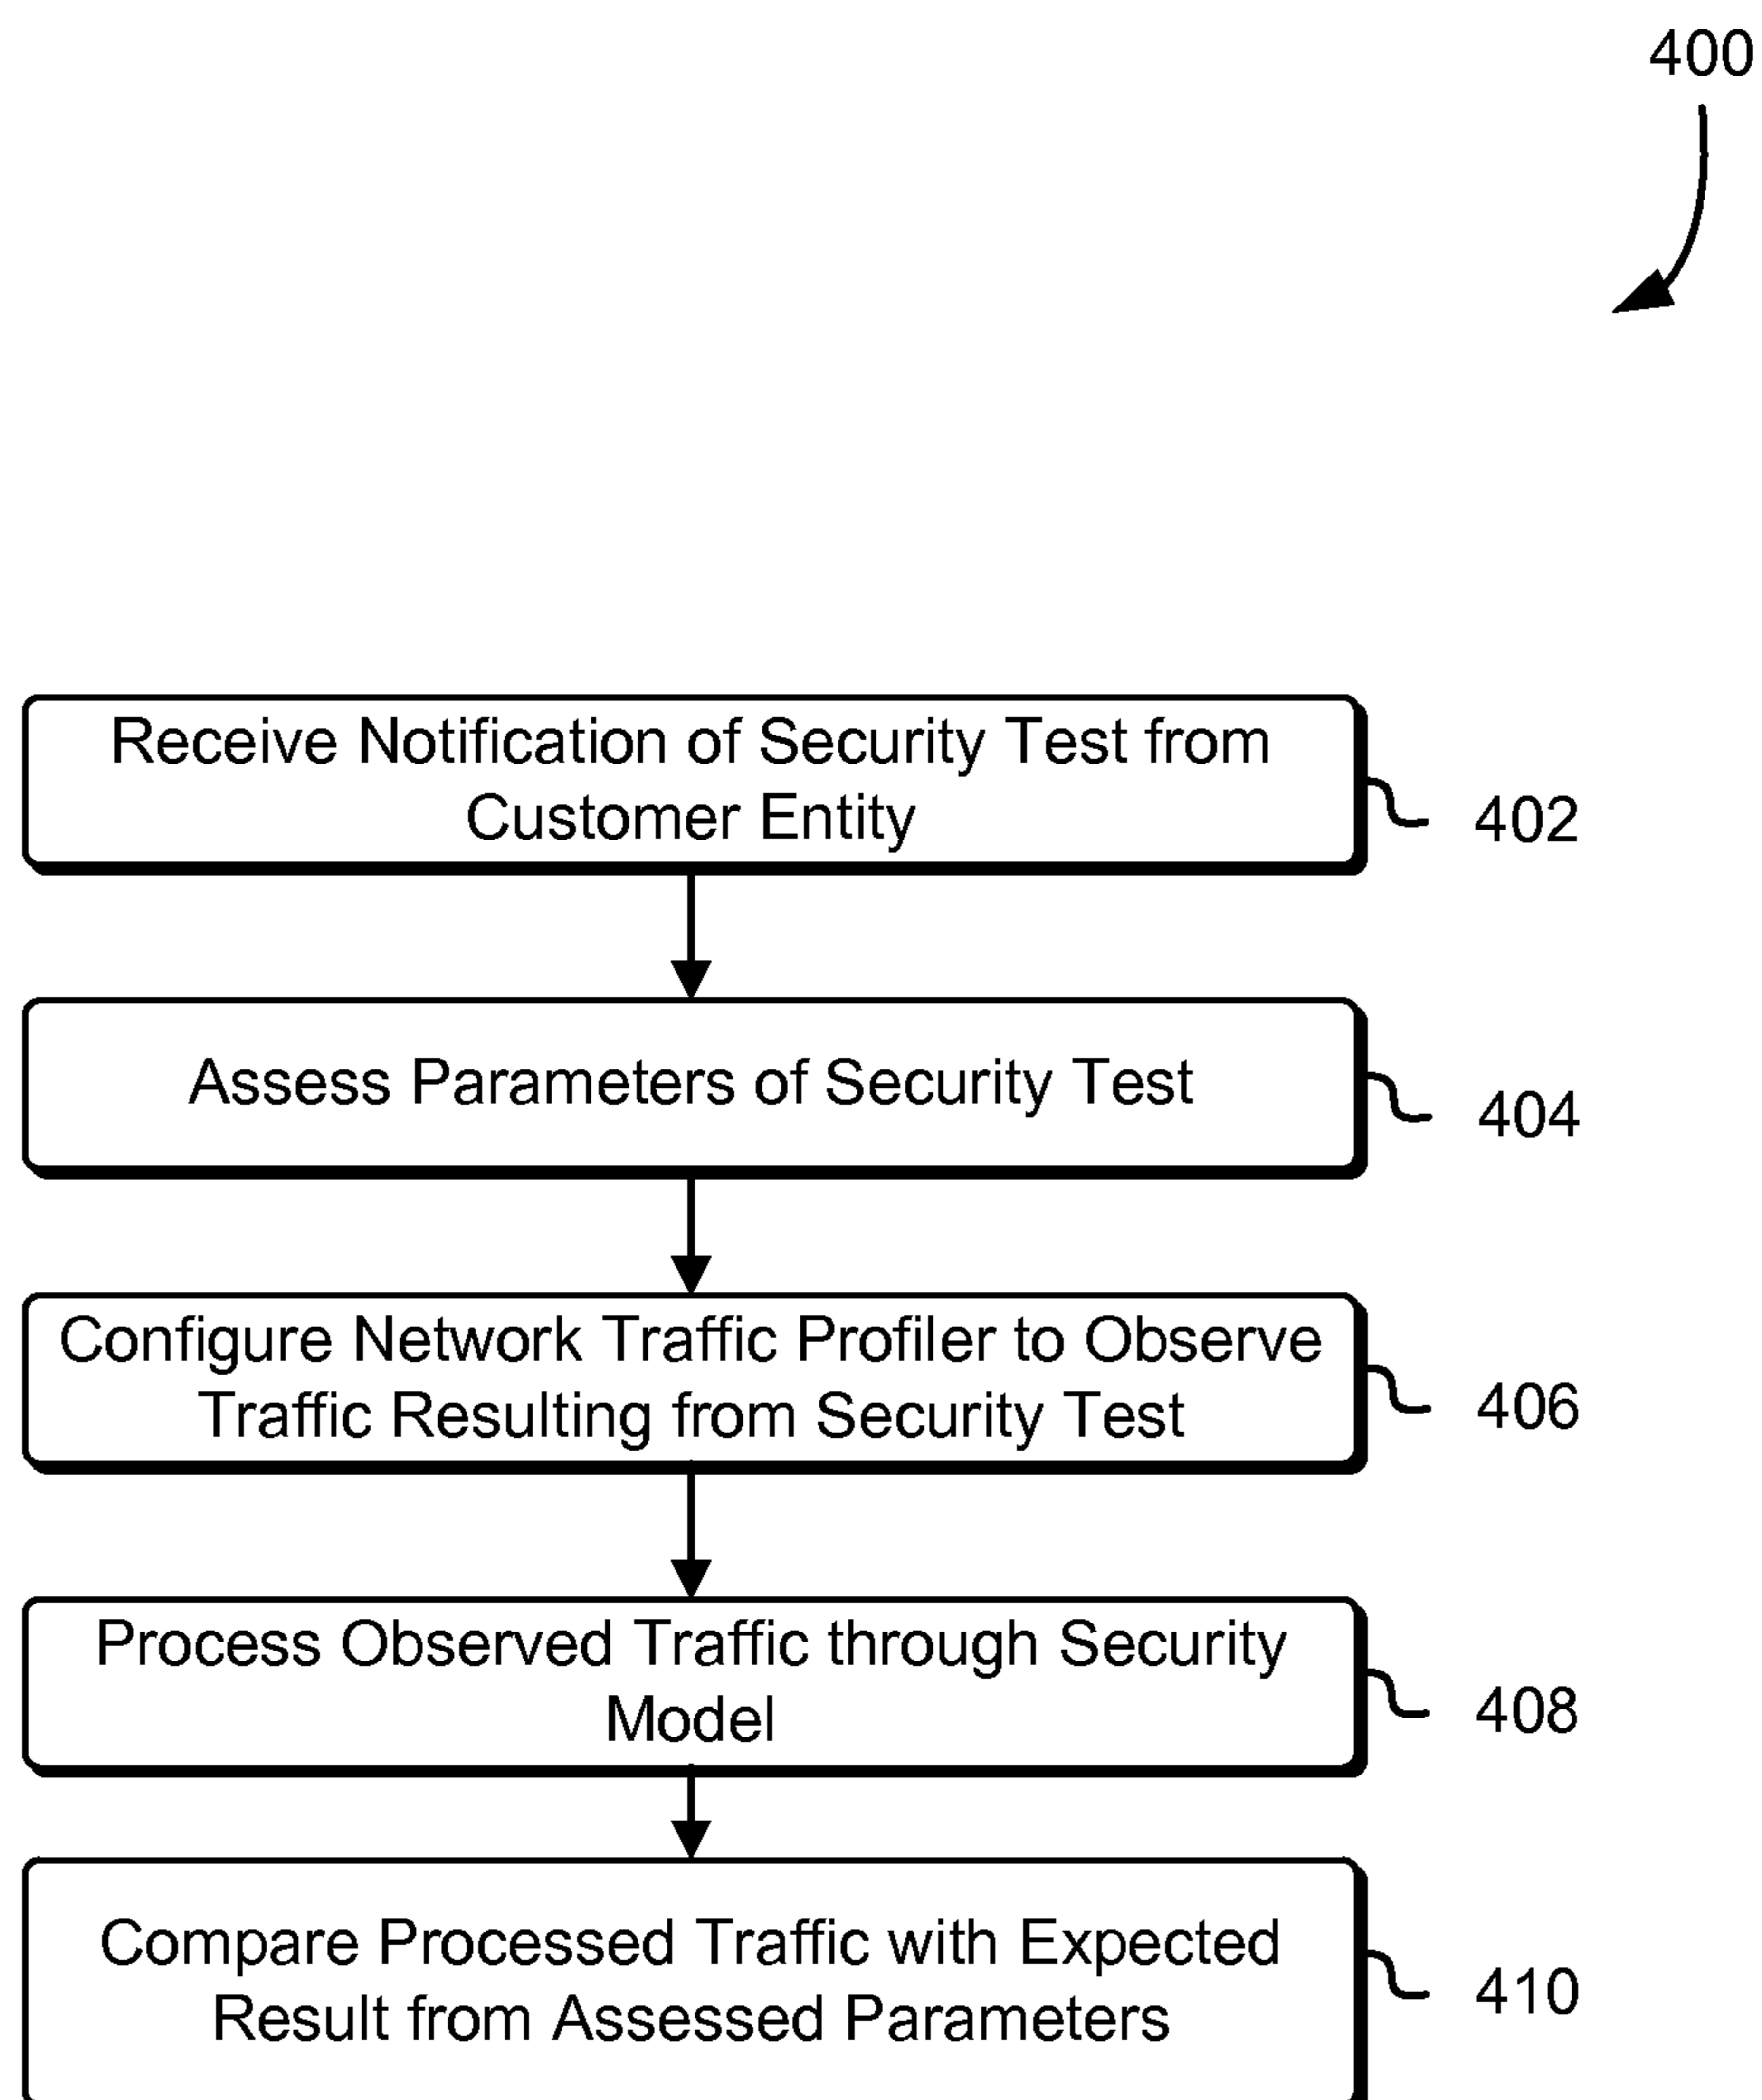 400
Receive Notification of Security Test from
Customer Entity
402
Assess Parameters of Security Test
404
Configure Network Traffic Profiler to Observe
Traffic Resulting from Security Test
406
Process Observed Traffic through Security
Model
408
Compare Processed Traffic with Expected
Result from Assessed Parameters
410